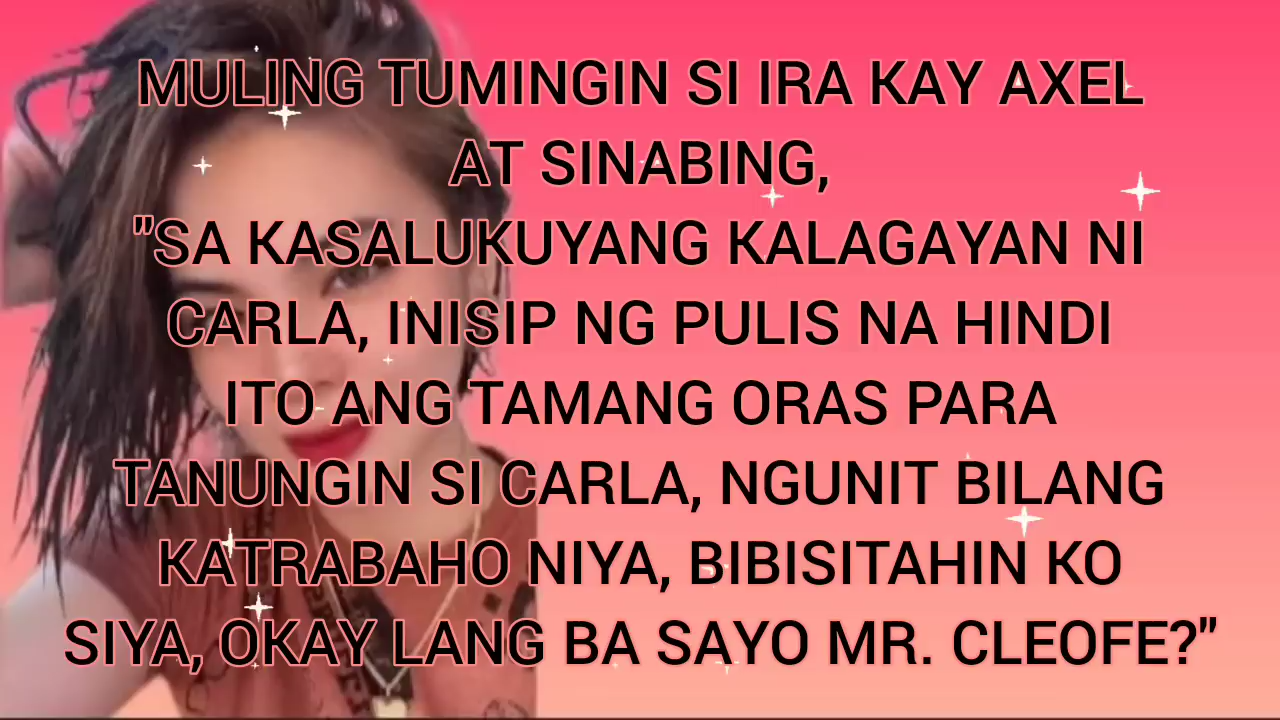 MULING TUMINGIN SI IRA KAY AXEL
AT SINABING,
"SA KASALUKUYANG KALAGAYAN NI
CARLA, INISIP NG PULIS NA HINDI
ITO ANG TAMANG ORAS PARA
TANUNGIN SI CARLA, NGUNIT BILANG
KATRABAHO NIYA, BIBISITAHIN KO
SIYA, OKAY LANG BA SAYO MR. CLEOFE?”